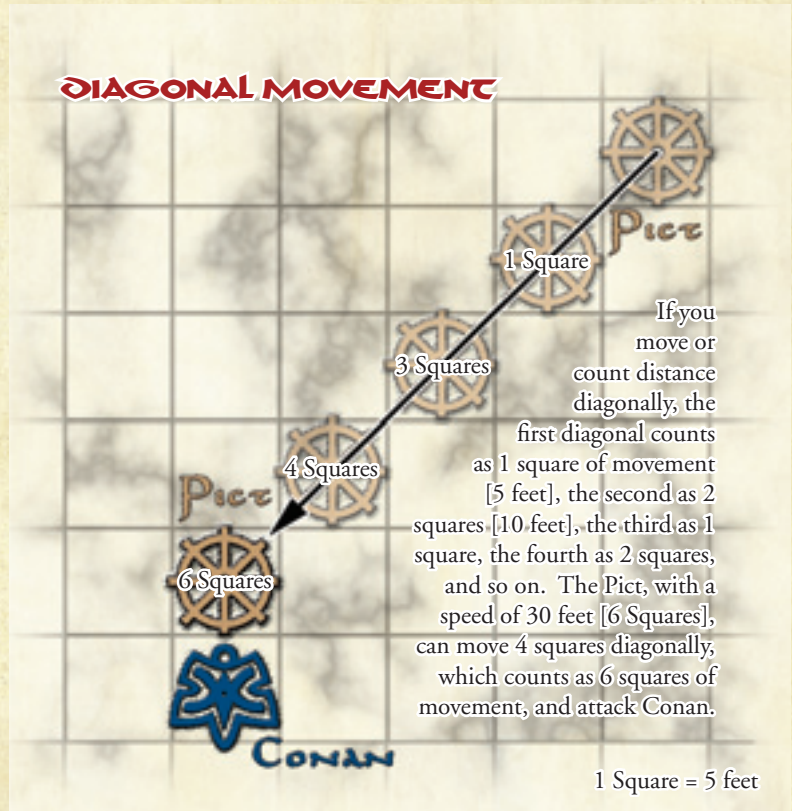 DIAGONAL MOVEMENT
Pict
1 Square
If you
move or
3 Squares
count distance
diagonally, the
first diagonal counts
4 Squares
as 1 square of movement
Pict
[5 feet], the second as 2
squares [10 feet], the third as 1
square, the fourth as 2 squares,
6 Squares
and so on.  The Pict, with a
speed of 30 feet [6 Squares],
can move 4 squares diagonally,
which counts as 6 squares of
movement, and attack Conan.
Conan
1 Square = 5 feet